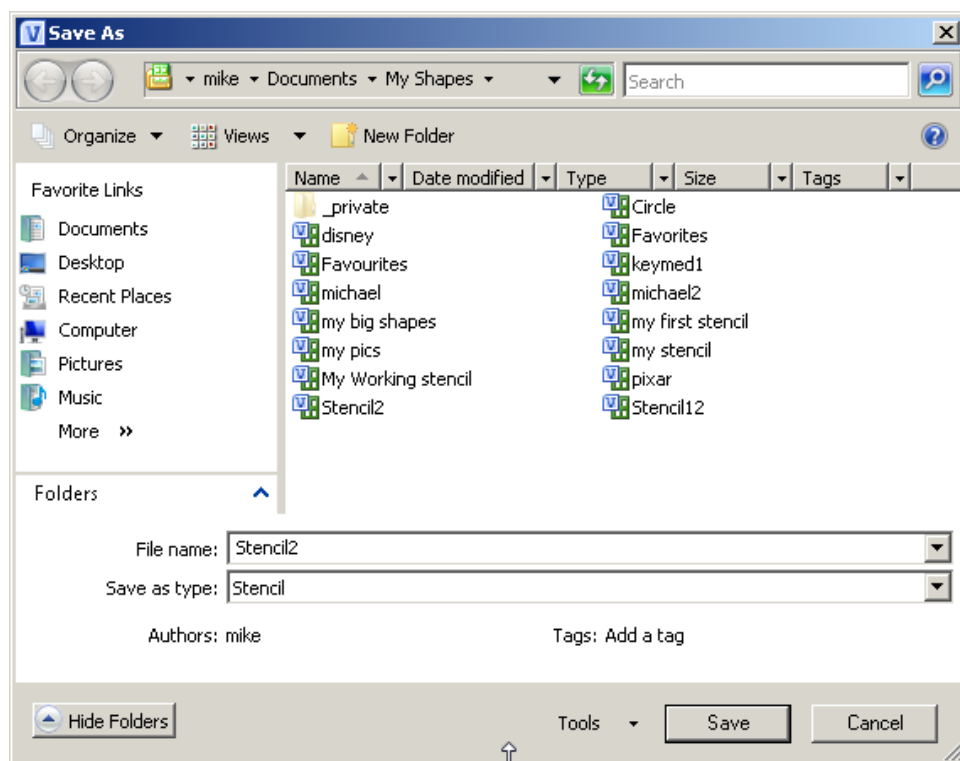 Save As
mike Documents My Shapes Search
Organize Views New Folder
Favorite Links
Documents
Desktop
Recent Places
Computer
Pictures
Music
More »
Folders
Name Date modified Type Size Tags
_private Circle
disney Favorites
Favourites keymed1
michael michael2
my big shapes my first stencil
my pics my stencil
My Working stencil pixar
Stencil2 Stencil12
File name: Stencil2
Save as type: Stencil
Authors: mike Tags: Add a tag
Hide Folders Tools Save Cancel